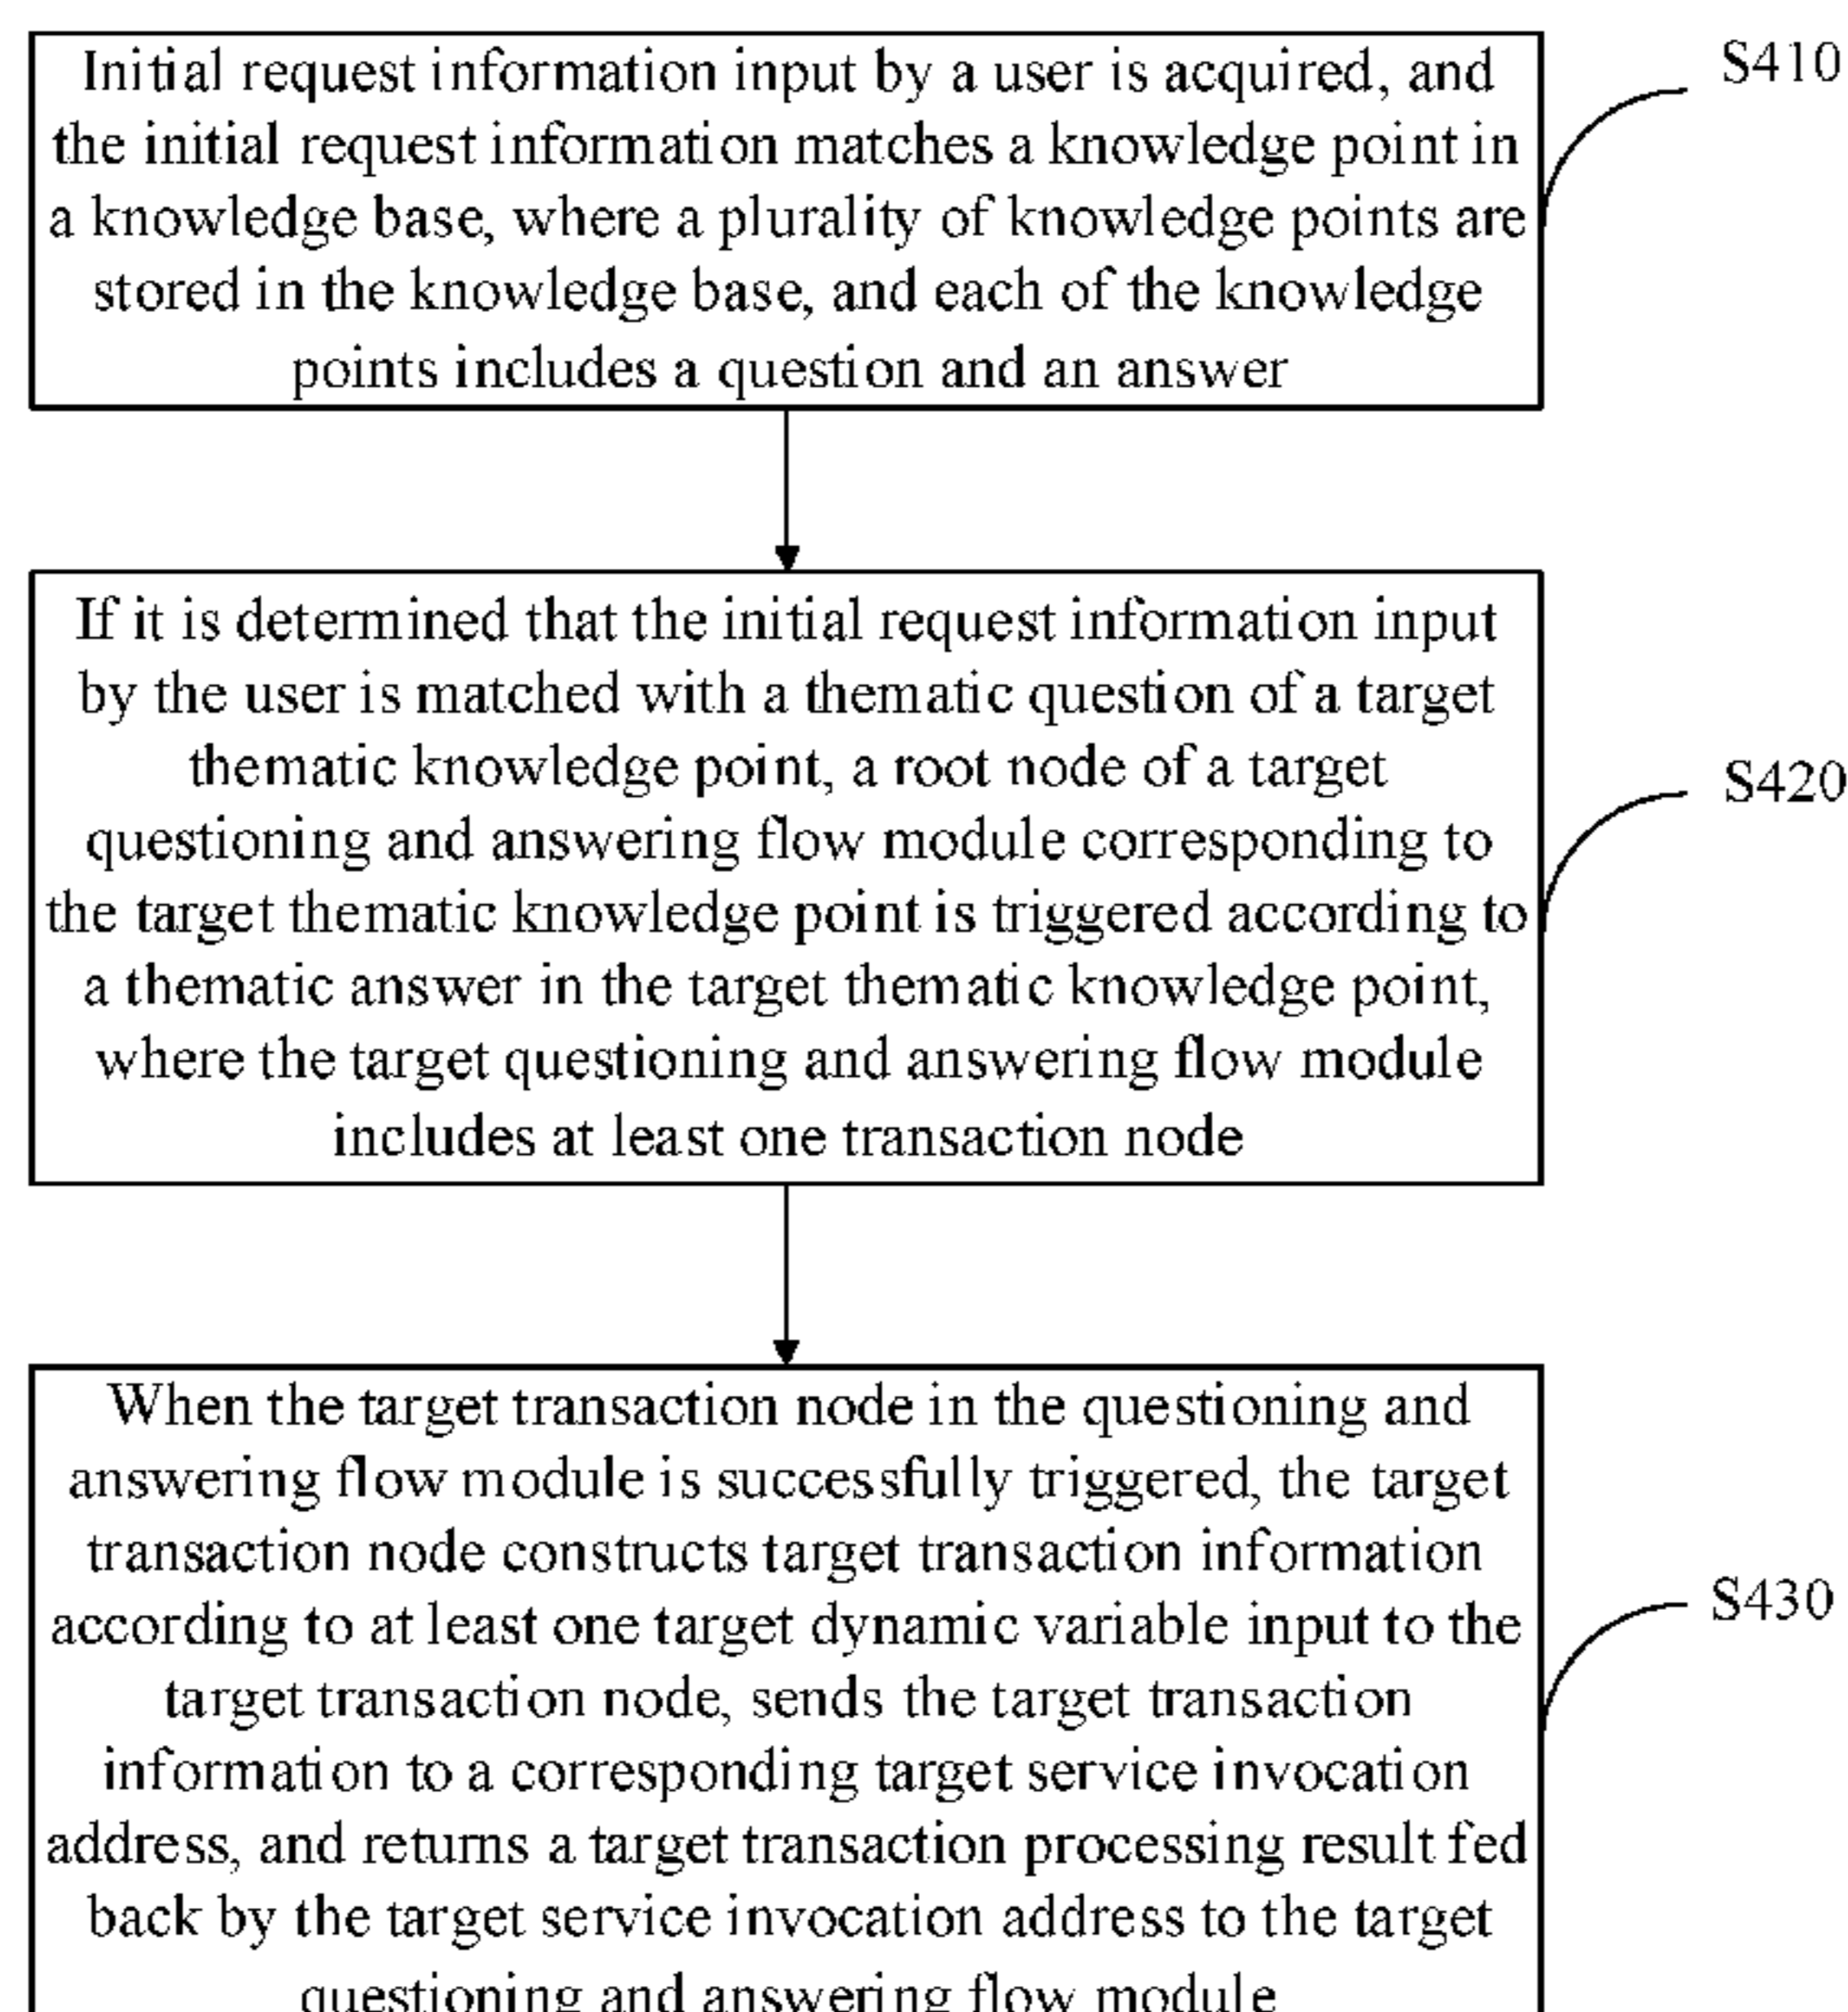 Initial request information input by a user is acquired, and
the initial request information matches a knowledge point in
a knowledge base, where a plurality of knowledge points are
stored in the knowledge base, and each of the knowledge
points includes a question and an answer
S410
If it is determined that the initial request information input
by the user is matched with a thematic question of a target
thematic knowledge point, a root node of a target
questioning and answering flow module corresponding to
the target thematic knowledge point is triggered according to
a thematic answer in the target thematic knowledge point,
where the target questioning and answering flow module
includes at least one transaction node
S420
When the target transaction node in the questioning and
answering flow module is successfully triggered, the target
transaction node constructs target transaction information
according to at least one target dynamic variable input to the
target transaction node, sends the target transaction
information to a corresponding target service invocation
address, and returns a target transaction processing result fed
back by the target service invocation address to the target
questioning and answering flow module
S430